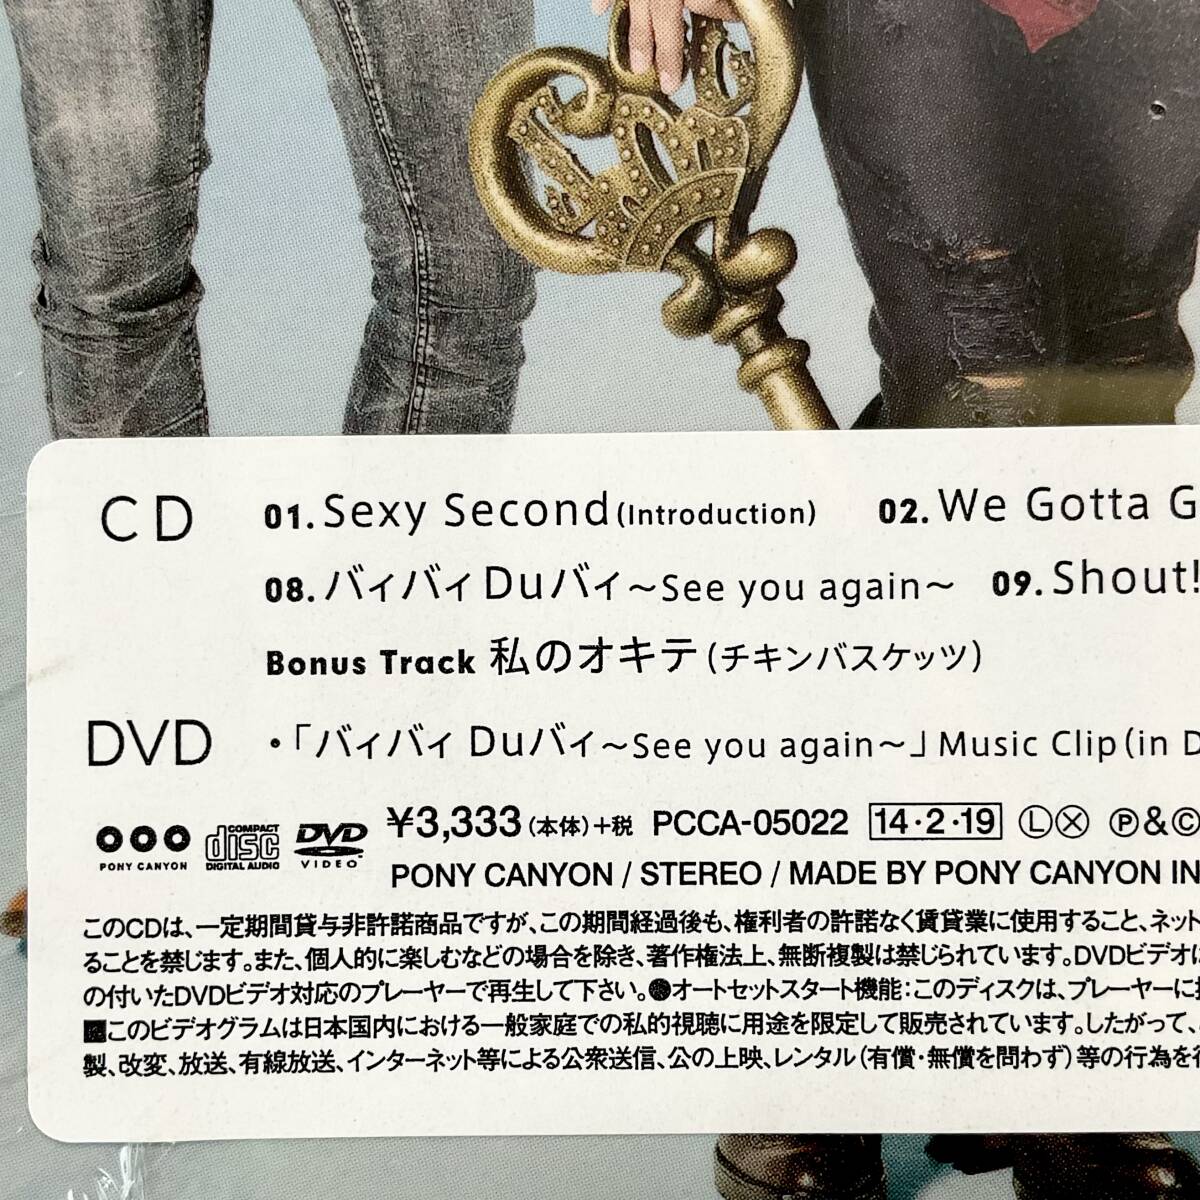 CD
01. Sexy Second (Introduction) 02. We Gotta G
08. バィバィ Duバィ～See you again～ 09. Shout!
Bonus Track 私のオキテ (チキンバスケッツ)
DVD
・「バィバィ Duバィ～See you again～」 Music Clip (in D
PONY CANYON
COMPACT disc DIGITAL AUDIO
DVD VIDEO
¥3,333 (本体)+税 PCCA-05022 14・2・19 Ⓛ Ⓧ Ⓟ&©
PONY CANYON / STEREO / MADE BY PONY CANYON IN
このCDは、一定期間貸与非許諾商品ですが、この期間経過後も、権利者の許諾なく賃貸業に使用すること、ネット
ることを禁じます。また、個人的に楽しむなどの場合を除き、著作権法上、無断複製は禁じられています。DVDビデオに
の付いたDVDビデオ対応のプレーヤーで再生して下さい。●オートセットスタート機能:このディスクは、プレーヤーに
■このビデオグラムは日本国内における一般家庭での私的視聴に用途を限定して販売されています。したがって、
製、改変、放送、有線放送、インターネット等による公衆送信、公の上映、レンタル (有償・無償を問わず) 等の行為を